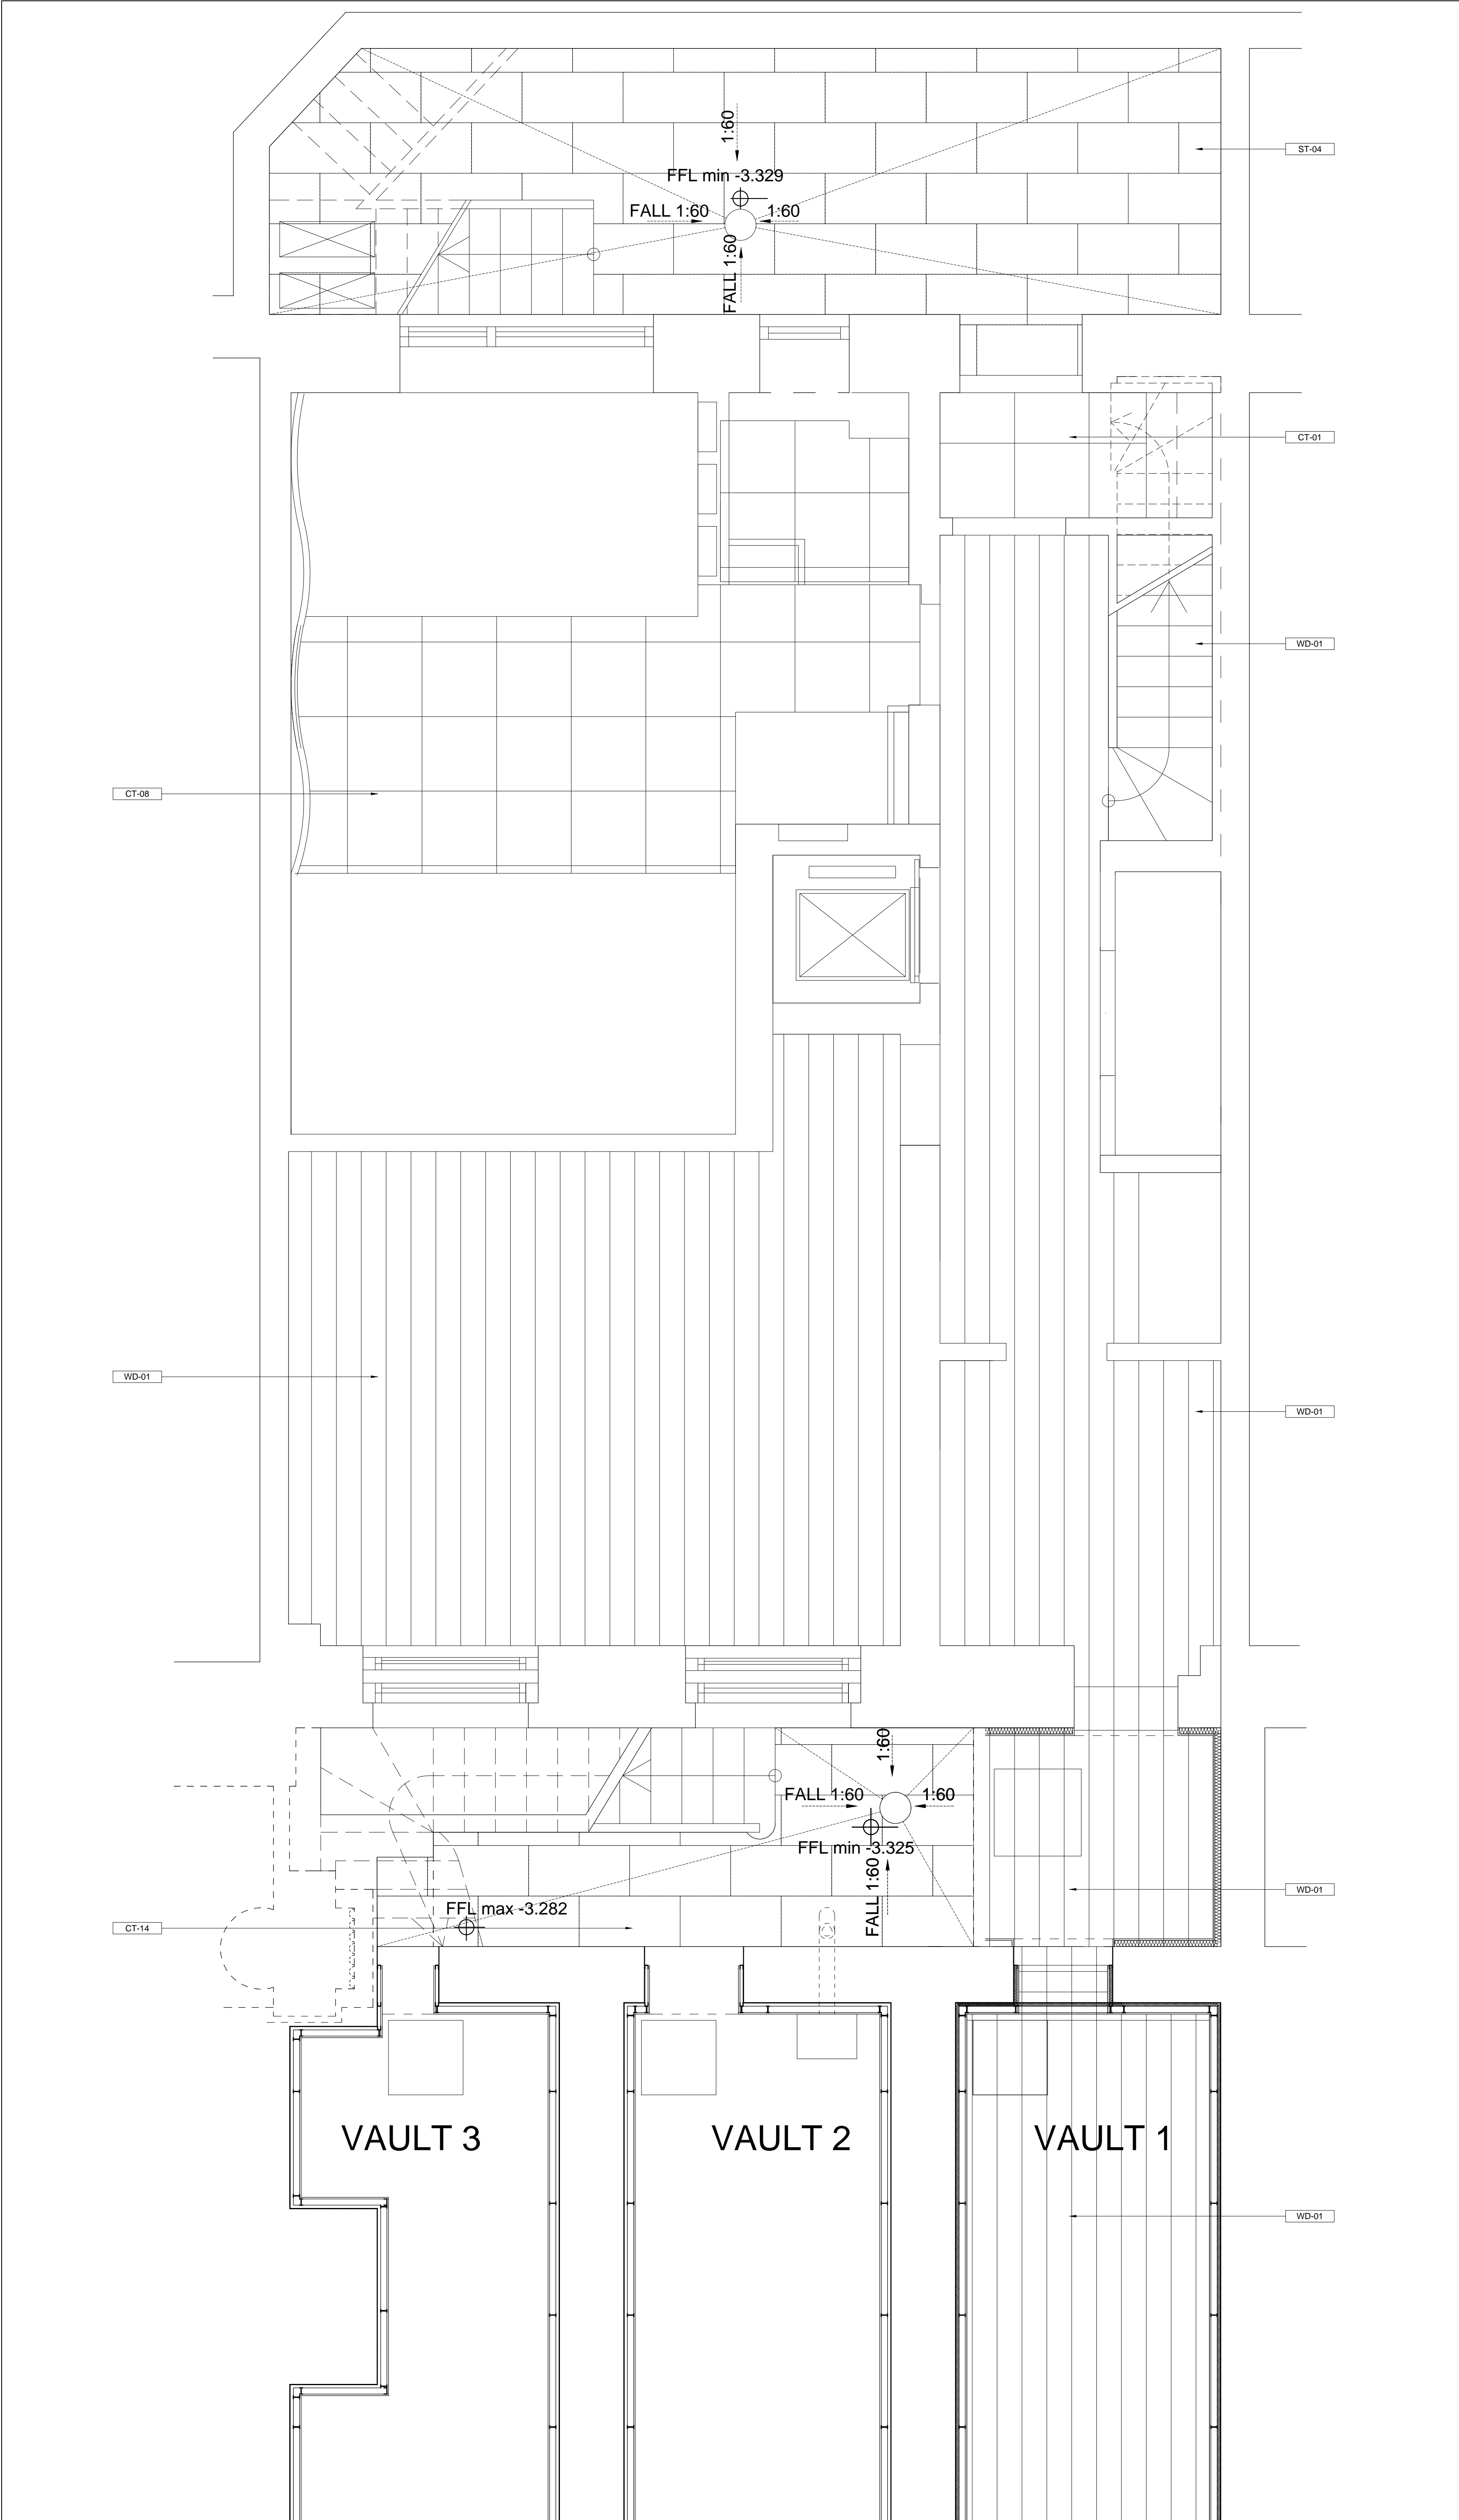 1:60
ST-04
FFL min -3.329
FALL 1:60
1:60
FALL 1:60
CT-01
WD-01
CT-08
WD-01
WD-01
1:60
FALL 1:60
1:60
FFL min -3.325
FALL 1:60
WD-01
FFL max -3.282
CT-14
VAULT 3
VAULT 2
VAULT 1
WD-01